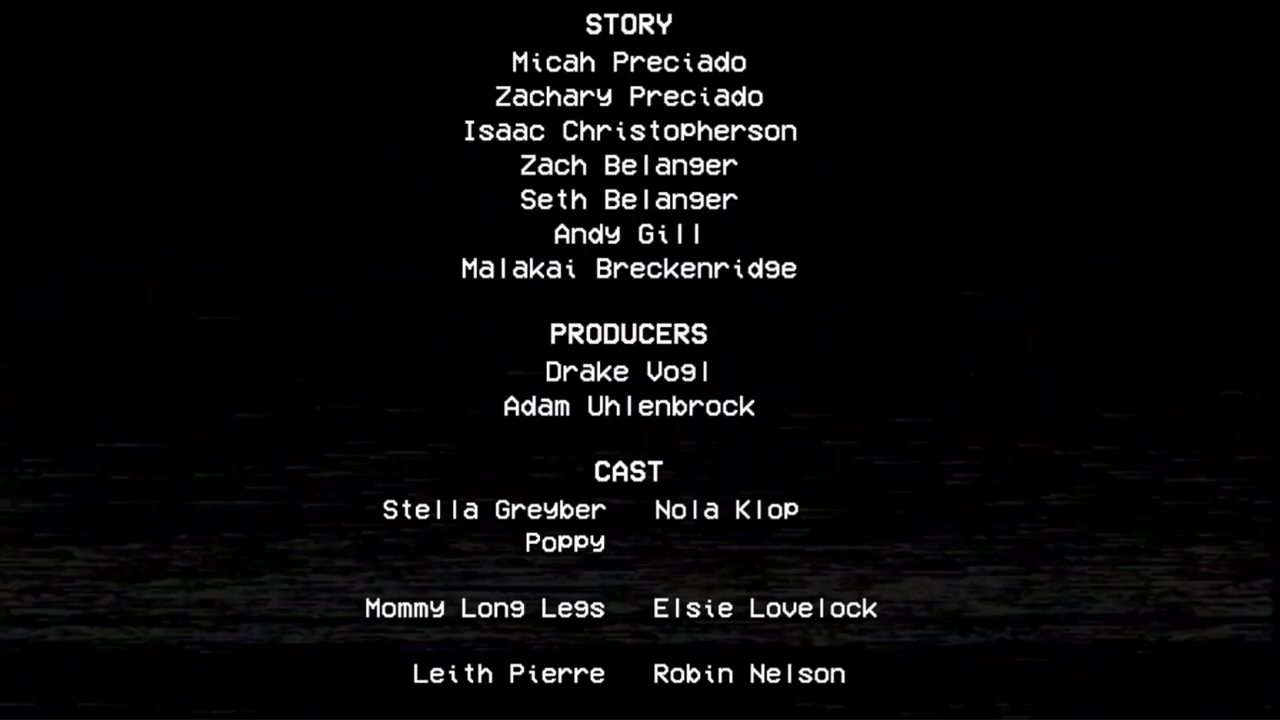 STORY
Micah Preciado
Zachary Preciado
Isaac Christopherson
Zach Belanger
Seth Belanger
Andy Gill
Malakai Breckenridge
PRODUCERS
Drake Vogl
Adam Uhlenbrock
CAST
Stella Greyber Nola Klop
Poppy
Mommy Long Legs Elsie Lovelock
Leith Pierre Robin Nelson